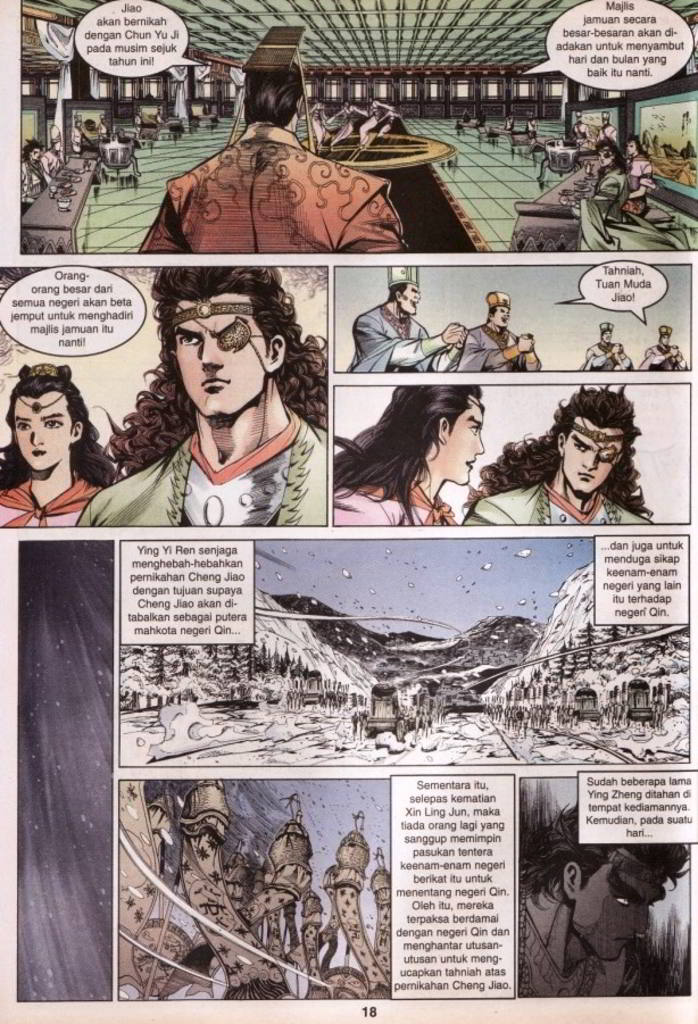 Jiao
akan bernikah
dengan Chun Yu Ji
pada musim sejuk
tahun ini!
Majlis
jamuan secara
besar-besaran akan di-
adakan untuk menyambut
hari dan bulan yang
baik itu nanti.
Orang-
orang besar dari
semua negeri akan beta
jemput untuk menghadiri
majlis jamuan itu
nanti!
Tahniah,
Tuan Muda
Jiao!
Ying Yi Ren senjaga
menghebah-hebahkan
pernikahan Cheng Jiao
dengan tujuan supaya
Cheng Jiao akan di-
tabalkan sebagai putera
mahkota negeri Qin...
...dan juga untuk
menduga sikap
keenam-enam
negeri yang lain
itu terhadap
negeri Qin.
Sementara itu,
selepas kematian
Xin Ling Jun, maka
tiada orang lagi yang
sanggup memimpin
pasukan tentera
keenam-enam negeri
berikat itu untuk
menentang negeri Qin.
Oleh itu, mereka
terpaksa berdamai
dengan negeri Qin dan
menghantar utusan-
utusan untuk meng-
ucapkan tahniah atas
pernikahan Cheng Jiao.
Sudah beberapa lama
Ying Zheng ditahan di
tempat kediamannya.
Kemudian, pada suatu
hari...
18